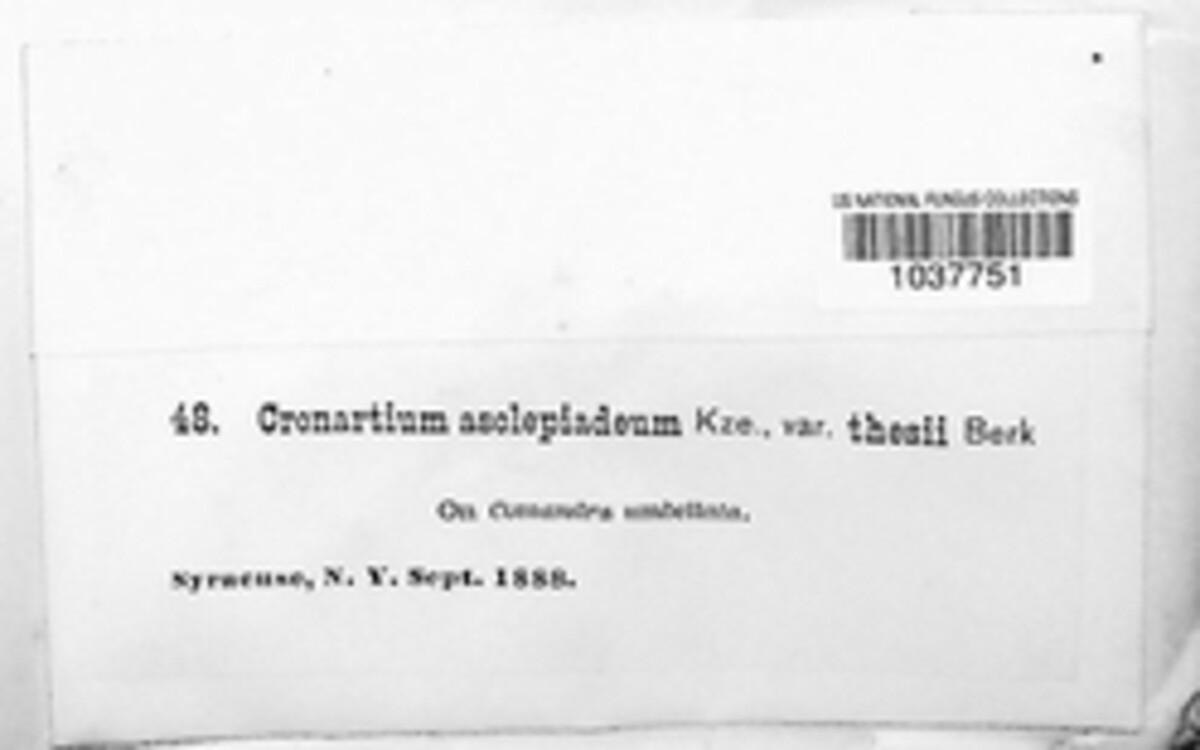 US NATIONAL FUNGUS COLLECTIONS
1037751
48. Cronartium asclepiadeum Kze., var. thesii Berk
On Comandra umbellata.
Syracuse, N. Y. Sept. 1888.